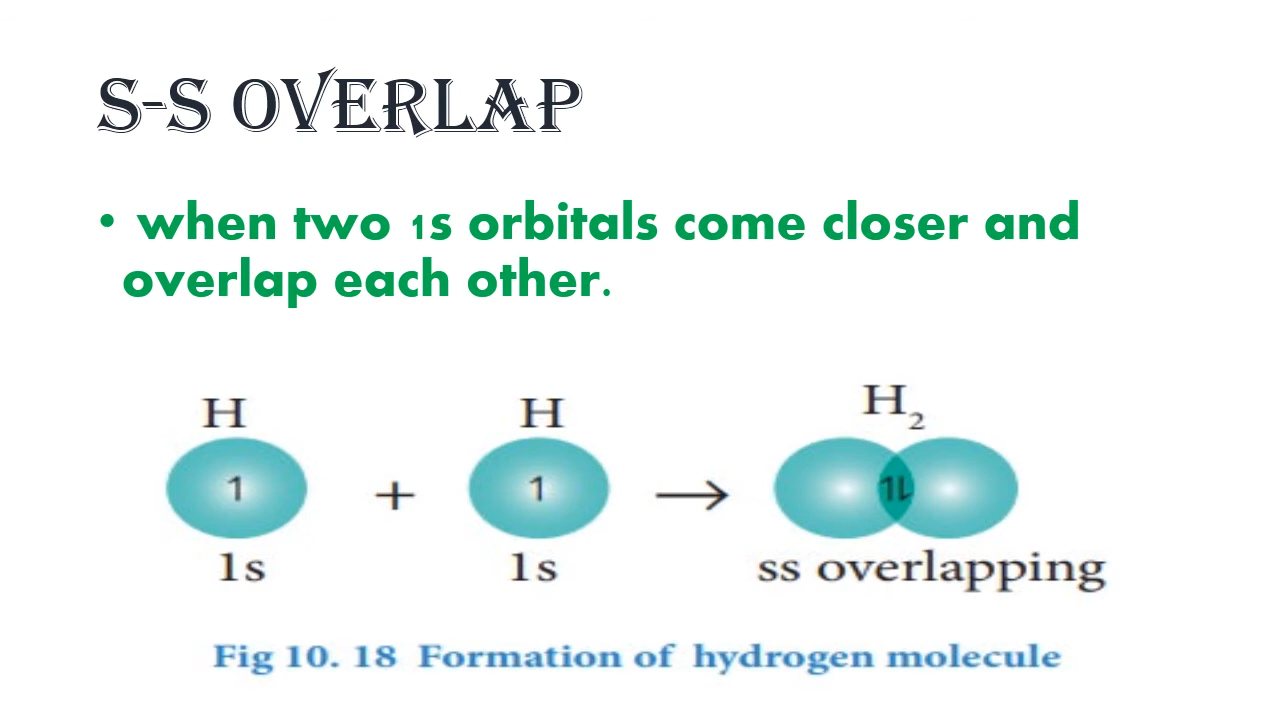 S-S OVERLAP
• when two 1s orbitals come closer and
overlap each other.
H H H₂
1 + 1 → 1⇂
1s 1s ss overlapping
Fig 10. 18 Formation of hydrogen molecule